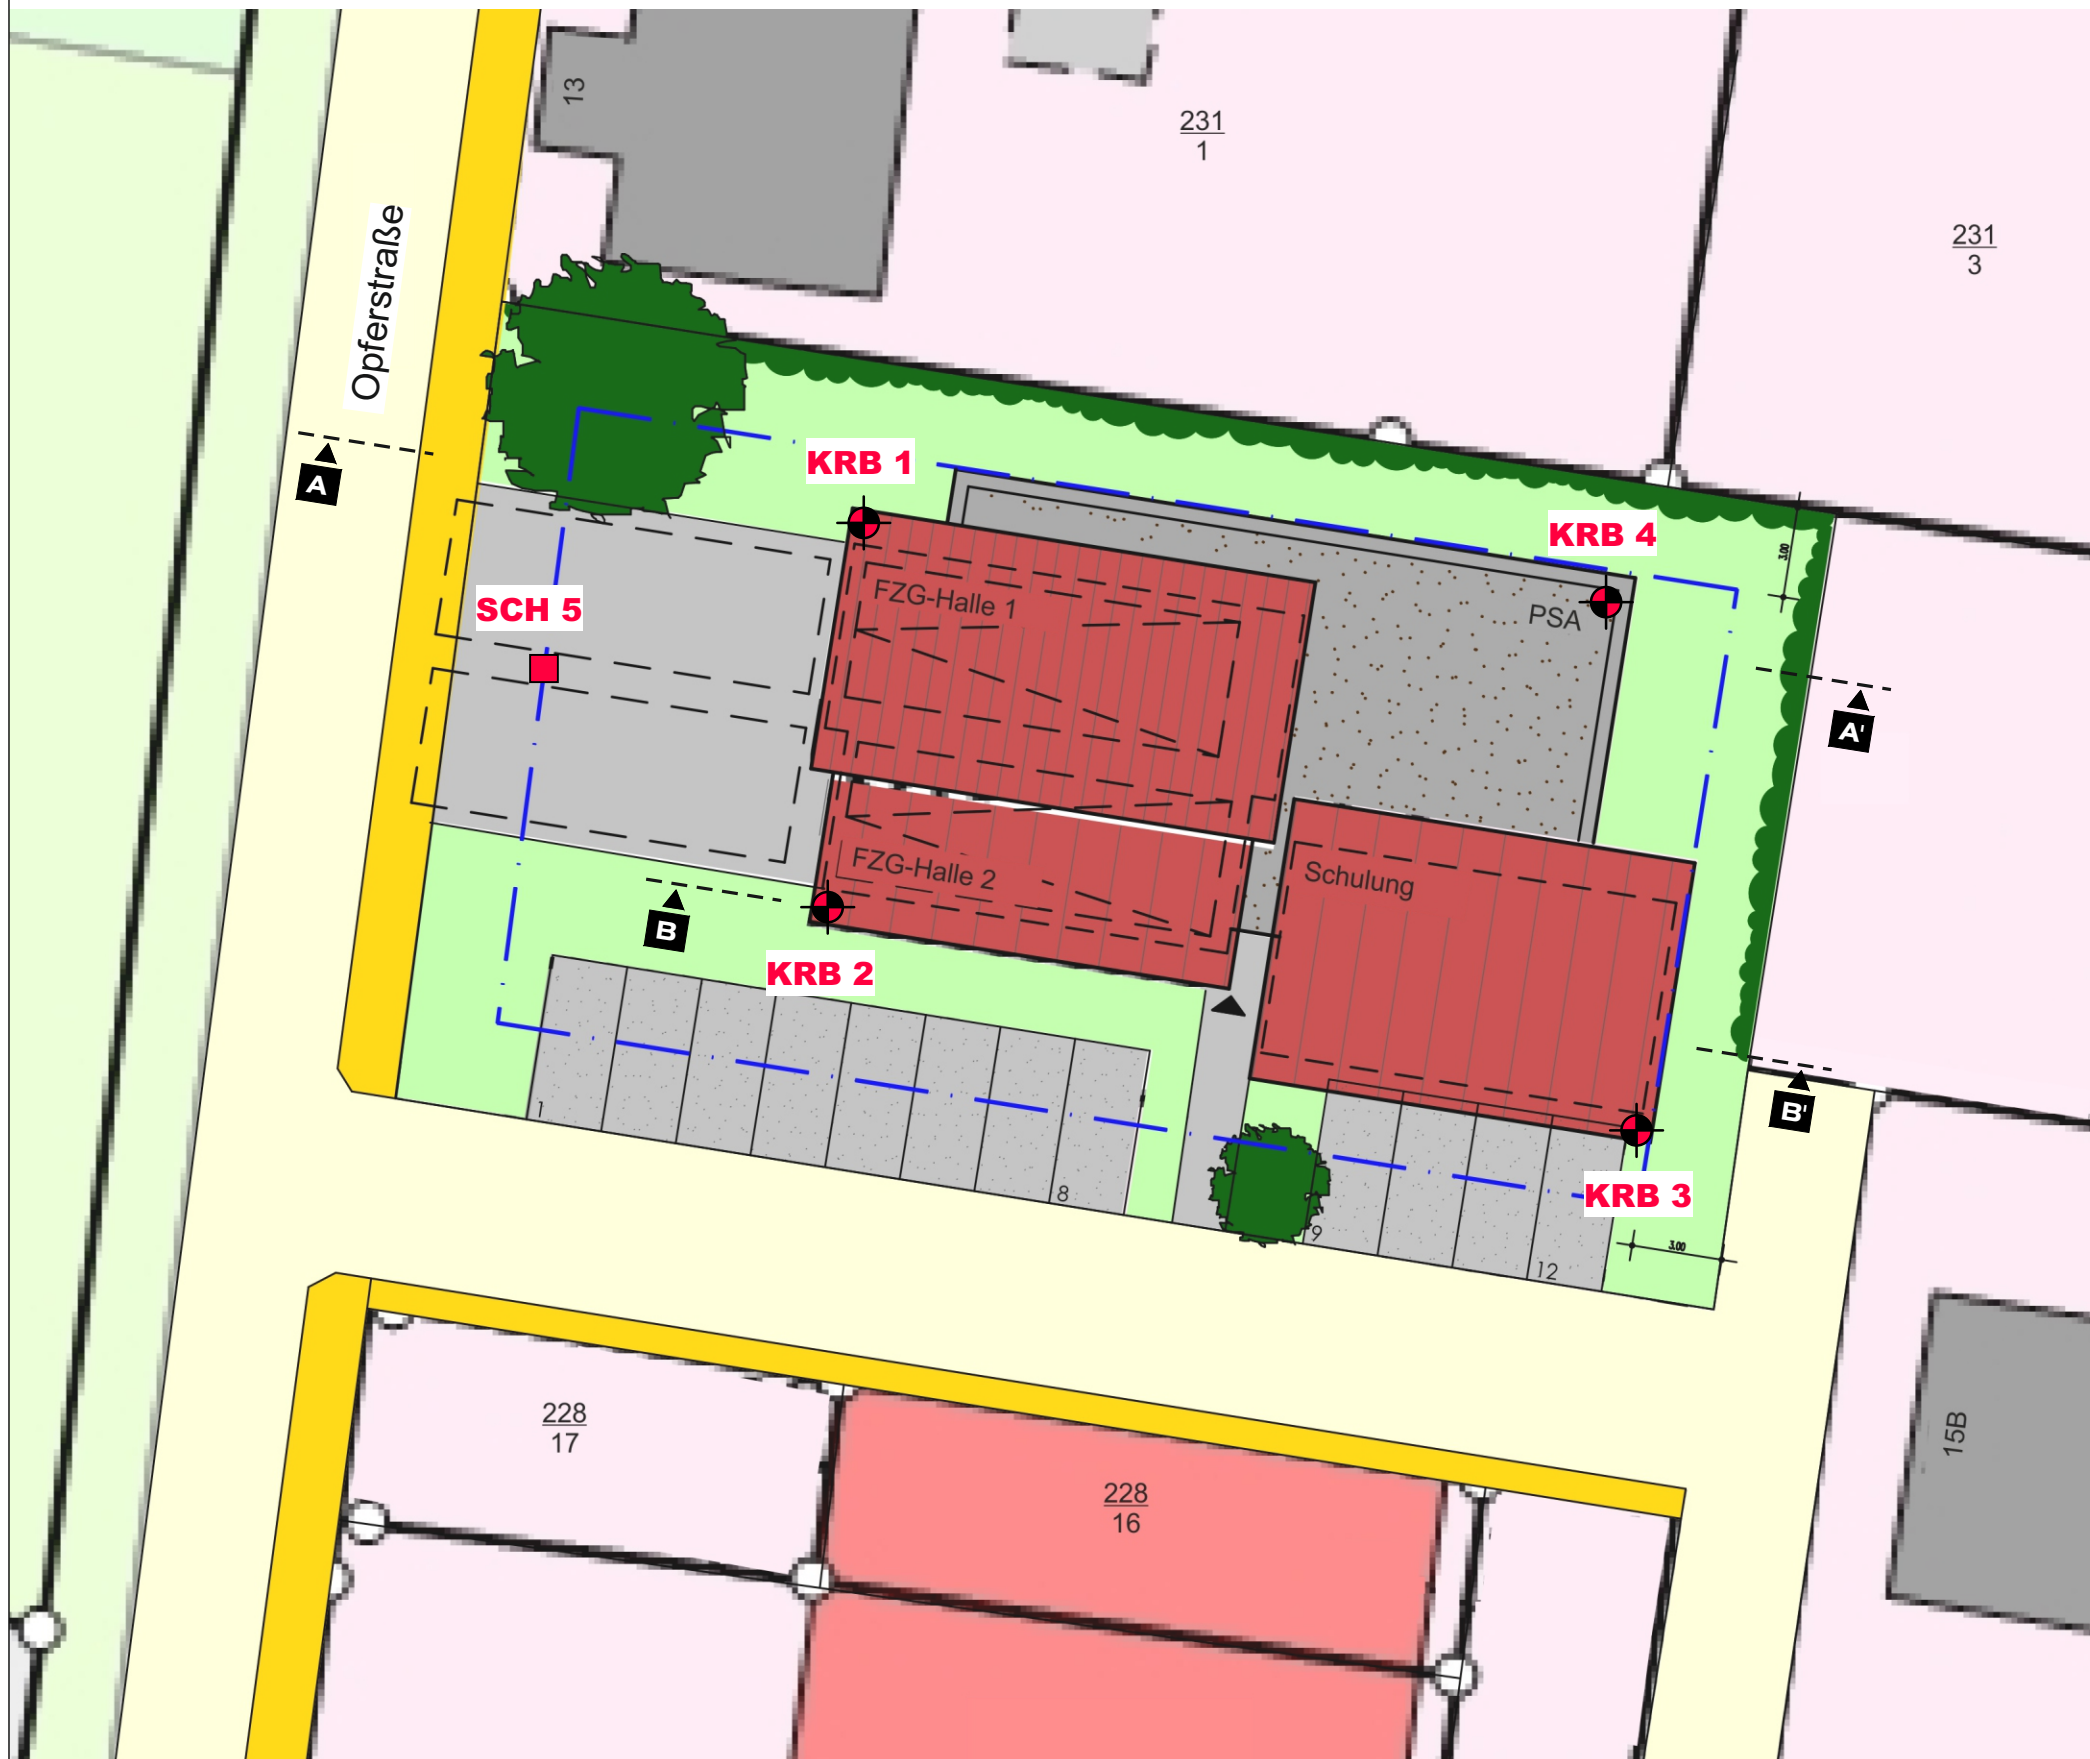 13
231
1
231
3
Opferstraße
A
KRB 1
KRB 4
3.00
SCH 5
FZG-Halle 1
PSA
A'
FZG-Halle 2
Schulung
B
KRB 2
B'
1
8
KRB 3
9
12
3.00
228
17
228
16
15B